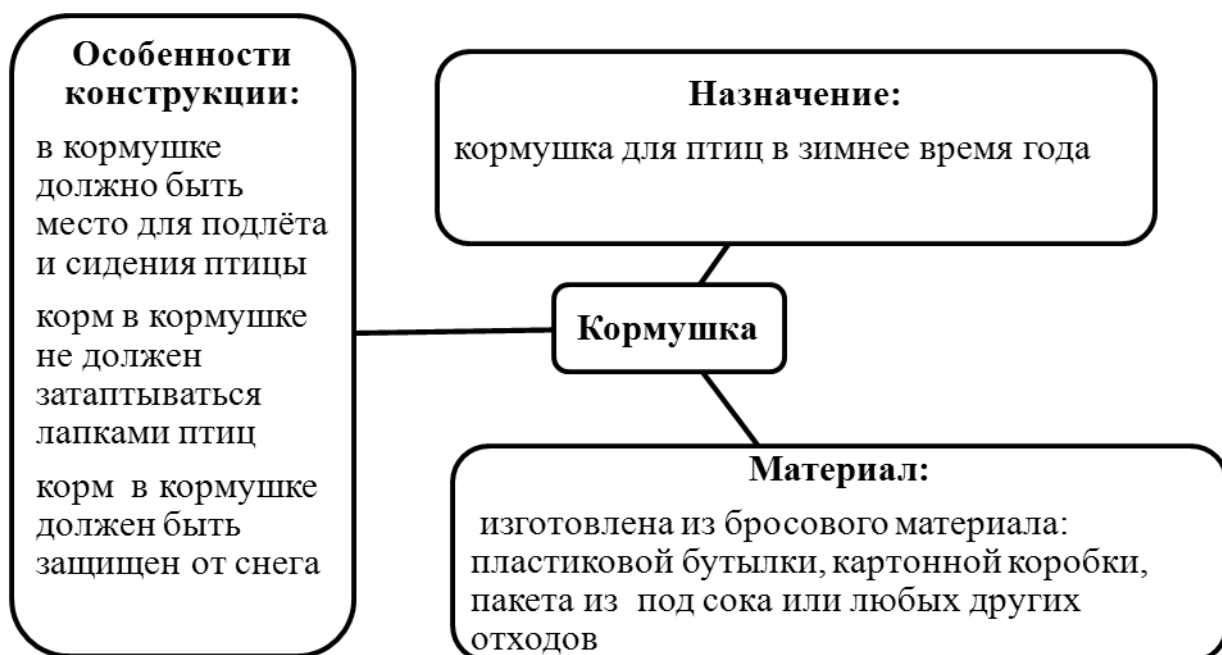 Особенности
конструкции:
в кормушке
должно быть
место для подлёта
и сидения птицы
корм в кормушке
не должен
затаптываться
лапками птиц
корм в кормушке
должен быть
защищен от снега
Назначение:
кормушка для птиц в зимнее время года
Кормушка
Материал:
изготовлена из бросового материала:
пластиковой бутылки, картонной коробки,
пакета из под сока или любых других
отходов